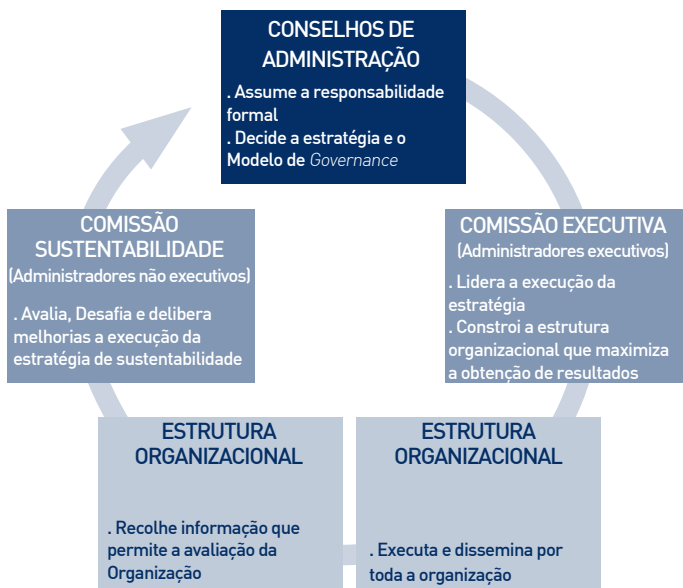 CONSELHOS DE
ADMINISTRAÇÃO
. Assume a responsabilidade
formal
. Decide a estratégia e o
Modelo de Governance
COMISSÃO
SUSTENTABILIDADE
(Administradores não executivos)
. Avalia, Desafia e delibera
melhorias a execução da
estratégia de sustentabilidade
COMISSÃO EXECUTIVA
(Administradores executivos)
. Lidera a execução da
estratégia
. Constroi a estrutura
organizacional que maximiza
a obtenção de resultados
ESTRUTURA
ORGANIZACIONAL
. Recolhe informação que
permite a avaliação da
Organização
ESTRUTURA
ORGANIZACIONAL
. Executa e dissemina por
toda a organização